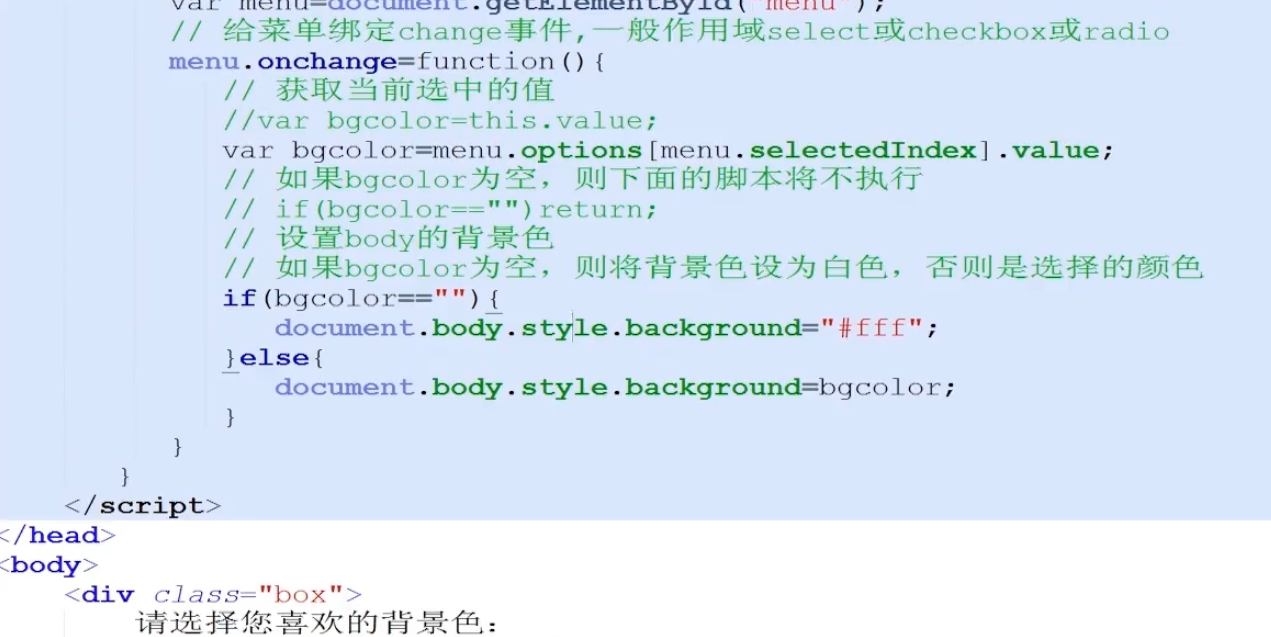 var menu=document.getElementById("menu");
// 给菜单绑定change事件,一般作用域select或checkbox或radio
menu.onchange=function(){
// 获取当前选中的值
//var bgcolor=this.value;
var bgcolor=menu.options[menu.selectedIndex].value;
// 如果bgcolor为空，则下面的脚本将不执行
// if(bgcolor=="")return;
// 设置body的背景色
// 如果bgcolor为空，则将背景色设为白色，否则是选择的颜色
if(bgcolor==""){
document.body.style.background="#fff";
}else{
document.body.style.background=bgcolor;
}
}
}
</script>
</head>
<body>
<div class="box">
请选择您喜欢的背景色：